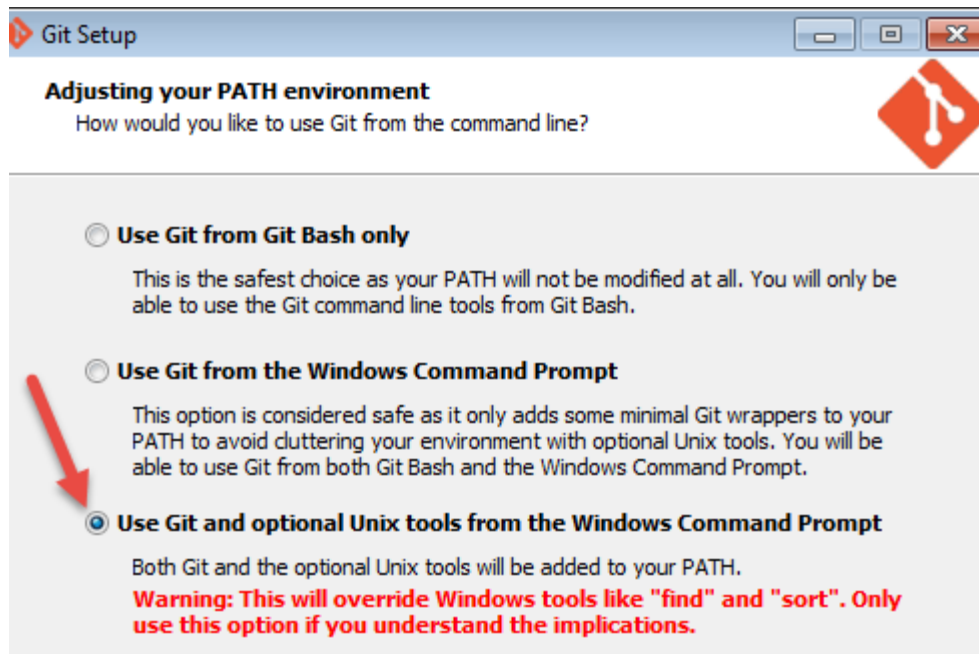 Git Setup
Adjusting your PATH environment
How would you like to use Git from the command line?
Use Git from Git Bash only
This is the safest choice as your PATH will not be modified at all. You will only be
able to use the Git command line tools from Git Bash.
Use Git from the Windows Command Prompt
This option is considered safe as it only adds some minimal Git wrappers to your
PATH to avoid cluttering your environment with optional Unix tools. You will be
able to use Git from both Git Bash and the Windows Command Prompt.
Use Git and optional Unix tools from the Windows Command Prompt
Both Git and the optional Unix tools will be added to your PATH.
Warning: This will override Windows tools like "find" and "sort". Only
use this option if you understand the implications.